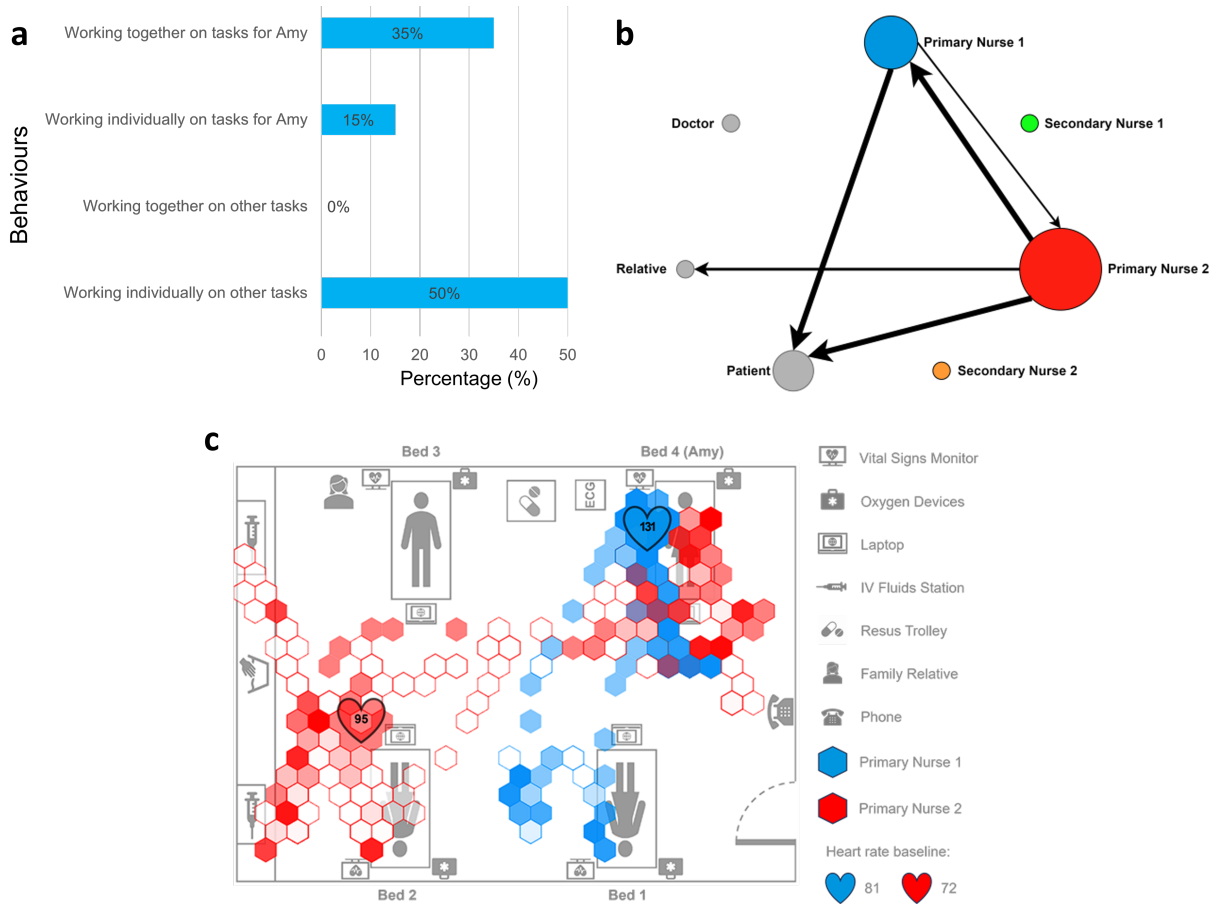 a
Behaviours
Working together on tasks for Amy
35%
Working individually on tasks for Amy
15%
Working together on other tasks
0%
Working individually on other tasks
50%
0 10 20 30 40 50
Percentage (%)
b
Primary Nurse 1
Doctor
Secondary Nurse 1
Relative
Primary Nurse 2
Patient
Secondary Nurse 2
c
Bed 3
Bed 4 (Amy)
ECG
131
95
Bed 2
Bed 1
Vital Signs Monitor
Oxygen Devices
Laptop
IV Fluids Station
Resus Trolley
Family Relative
Phone
Primary Nurse 1
Primary Nurse 2
Heart rate baseline:
81 72